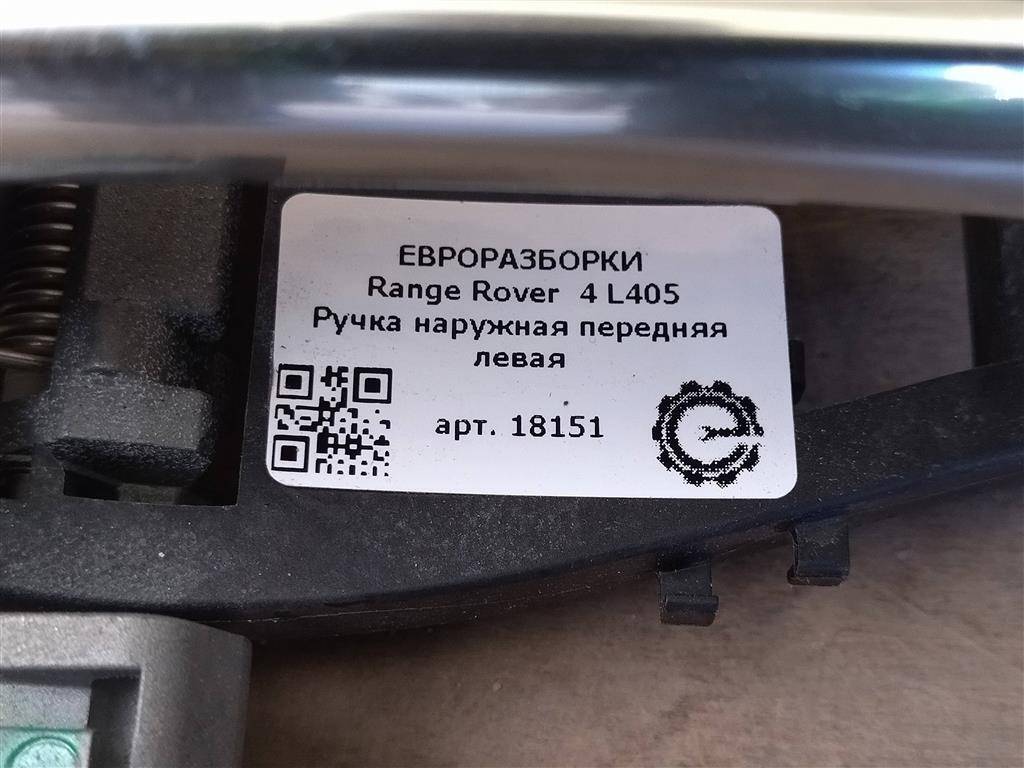 ЕВРОРАЗБОРКИ
Range Rover 4 L405
Ручка наружная передняя
левая
арт. 18151